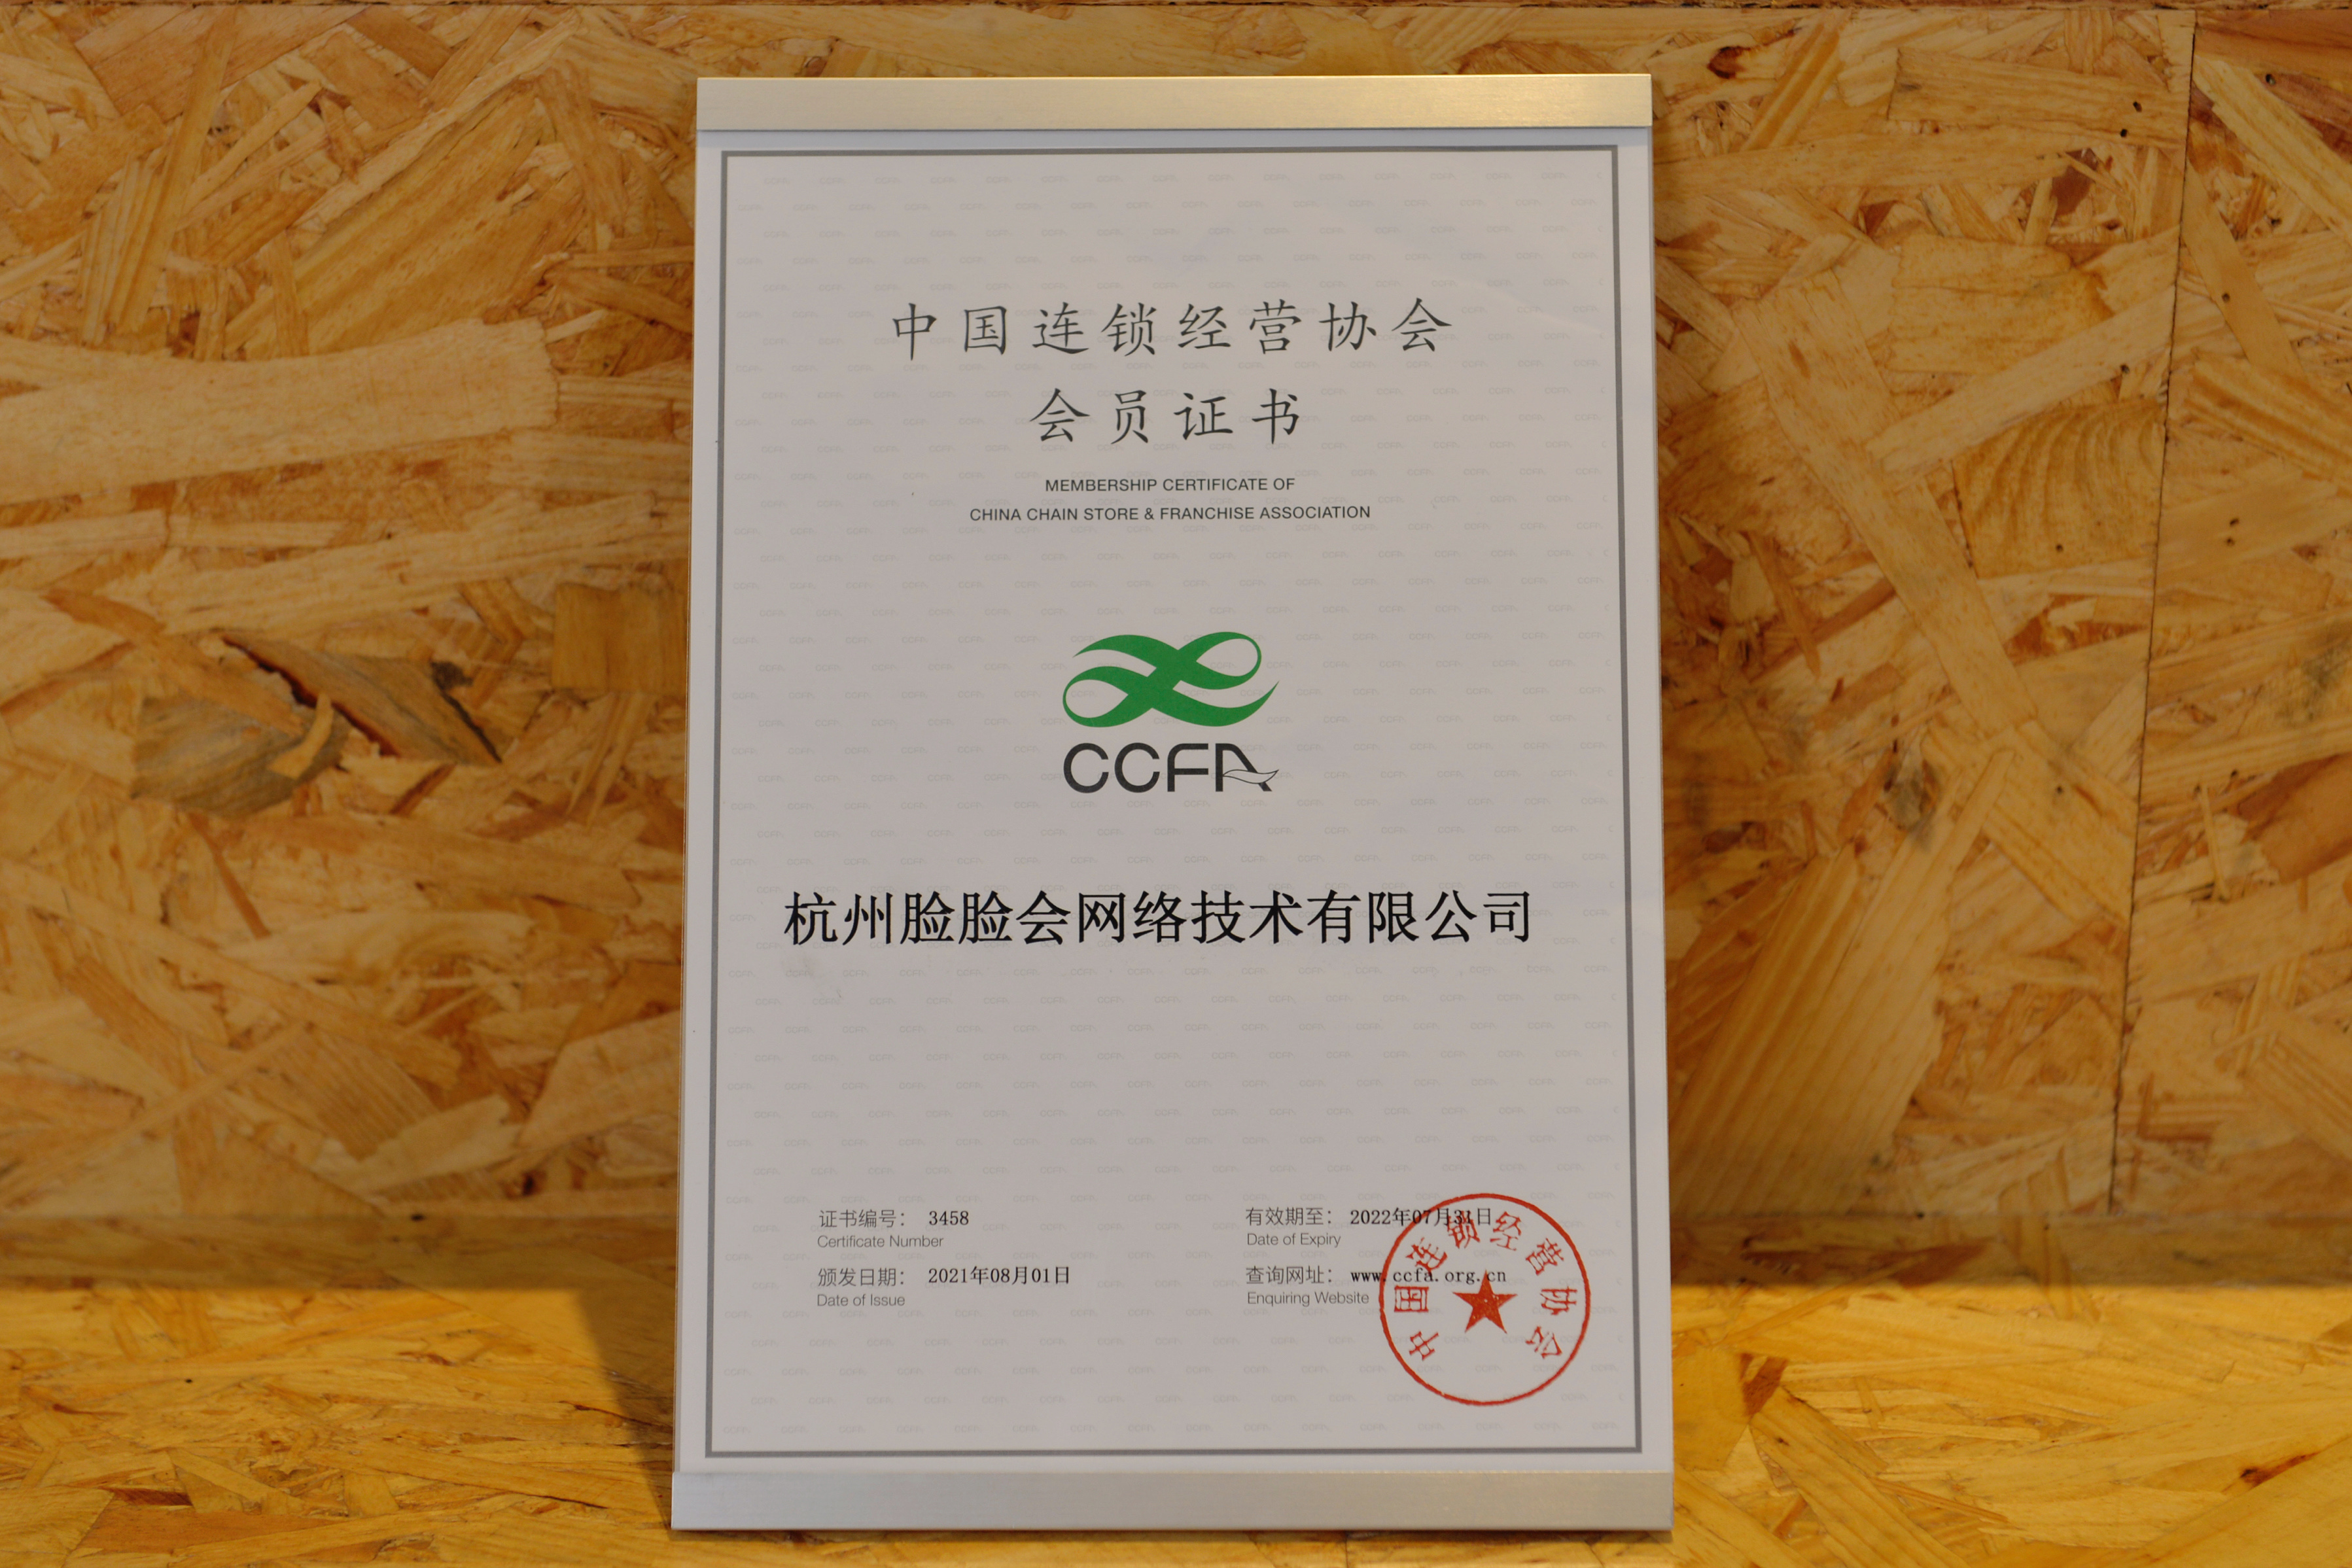 中国连锁经营协会
会员证书
MEMBERSHIP CERTIFICATE OF
CHINA CHAIN STORE & FRANCHISE ASSOCIATION
CCFA
杭州脸脸会网络技术有限公司
证书编号： 3458
Certificate Number
颁发日期： 2021年08月01日
Date of Issue
有效期至： 2022年07月31日
Date of Expiry
查询网址： www.ccfa.org.cn
Enquiring Website
中国连锁经营协会